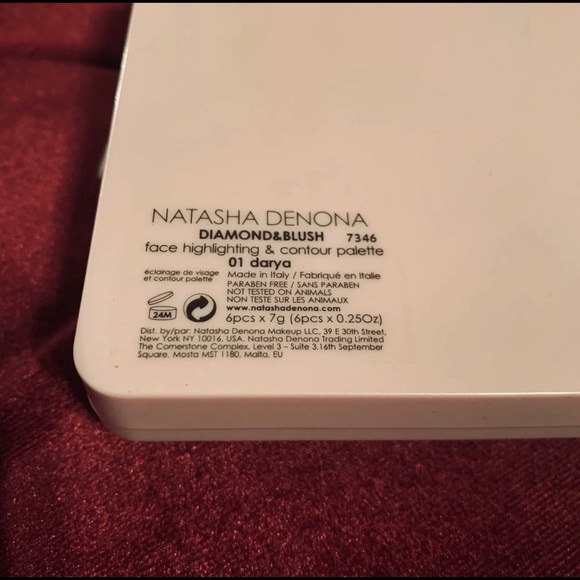 NATASHA DENONA
DIAMOND&BLUSH 7346
face highlighting & contour palette
01 darya
éclairage de visage
et contour palette
Made in Italy / Fabriqué en Italie
PARABEN FREE / SANS PARABEN
NOT TESTED ON ANIMALS
NON TESTE SUR LES ANIMAUX
www.natashadenona.com
24M
6pcs x 7g (6pcs x 0.25Oz)
Dist. by/par: Natasha Denona Makeup LLC, 39 E 30th Street,
New York NY 10016, USA. Natasha Denona Trading Limited
The Cornerstone Complex, Level 3 - Suite 3,16th September
Square, Mosta MST 1180, Malta, EU